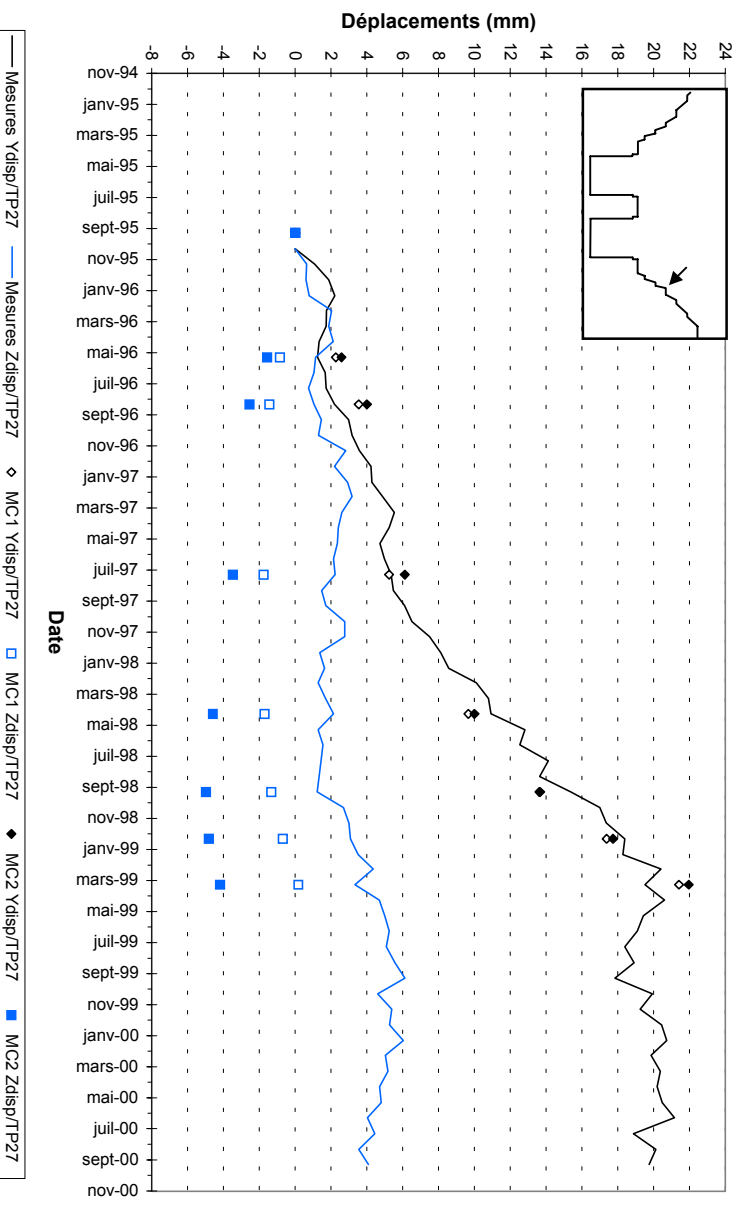 Déplacements (mm)
-8 -6 -4 -2 0 2 4 6 8 10 12 14 16 18 20 22 24
nov-94
janv-95
mars-95
mai-95
juil-95
sept-95
nov-95
janv-96
mars-96
mai-96
juil-96
sept-96
nov-96
janv-97
mars-97
mai-97
juil-97
sept-97
nov-97
janv-98
mars-98
mai-98
juil-98
sept-98
nov-98
janv-99
mars-99
mai-99
juil-99
sept-99
nov-99
janv-00
mars-00
mai-00
juil-00
sept-00
nov-00
Date
Mesures Ydisp/TP27 Mesures Zdisp/TP27 MC1 Ydisp/TP27 MC1 Zdisp/TP27 MC2 Ydisp/TP27 MC2 Zdisp/TP27